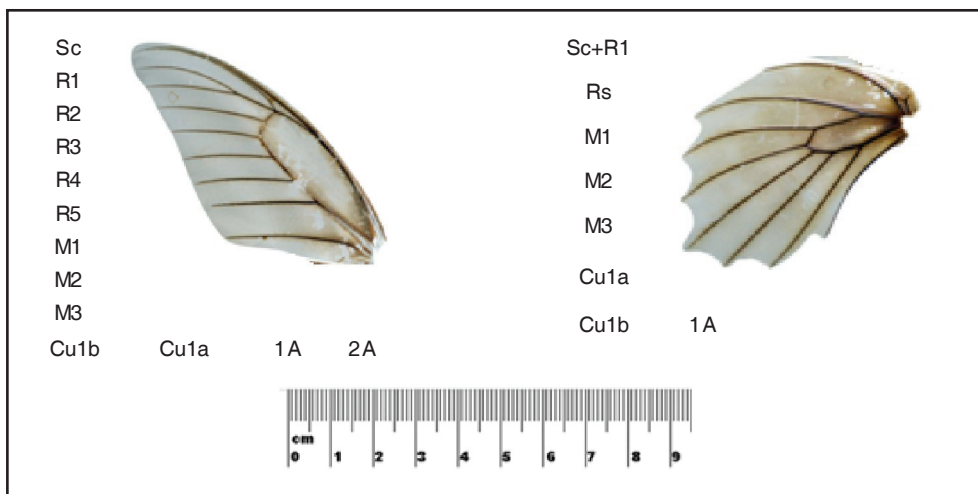 Sc
R1
R2
R3
R4
R5
M1
M2
M3
Cu1b Cu1a 1A 2A
Sc+R1
Rs
M1
M2
M3
Cu1a
Cu1b 1A
cm
0 1 2 3 4 5 6 7 8 9